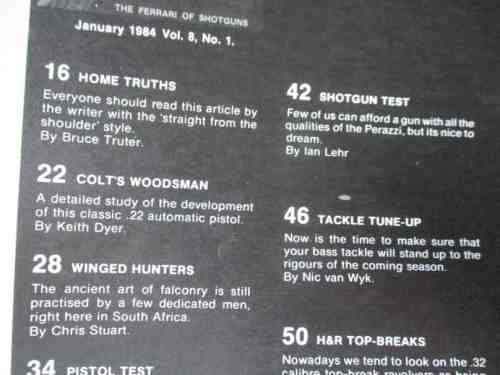 THE FERRARI OF SHOTGUNS
January 1984 Vol. 8, No. 1.
16 HOME TRUTHS
Everyone should read this article by
the writer with the 'straight from the
shoulder' style.
By Bruce Truter.
22 COLT'S WOODSMAN
A detailed study of the development
of this classic .22 automatic pistol.
By Keith Dyer.
28 WINGED HUNTERS
The ancient art of falconry is still
practised by a few dedicated men,
right here in South Africa.
By Chris Stuart.
34 PISTOL TEST
42 SHOTGUN TEST
Few of us can afford a gun with all the
qualities of the Perazzi, but its nice to
dream.
By Ian Lehr
46 TACKLE TUNE-UP
Now is the time to make sure that
your bass tackle will stand up to the
rigours of the coming season.
By Nic van Wyk.
50 H&R TOP-BREAKS
Nowadays we tend to look on the .32
calibre top-break revolvers as being